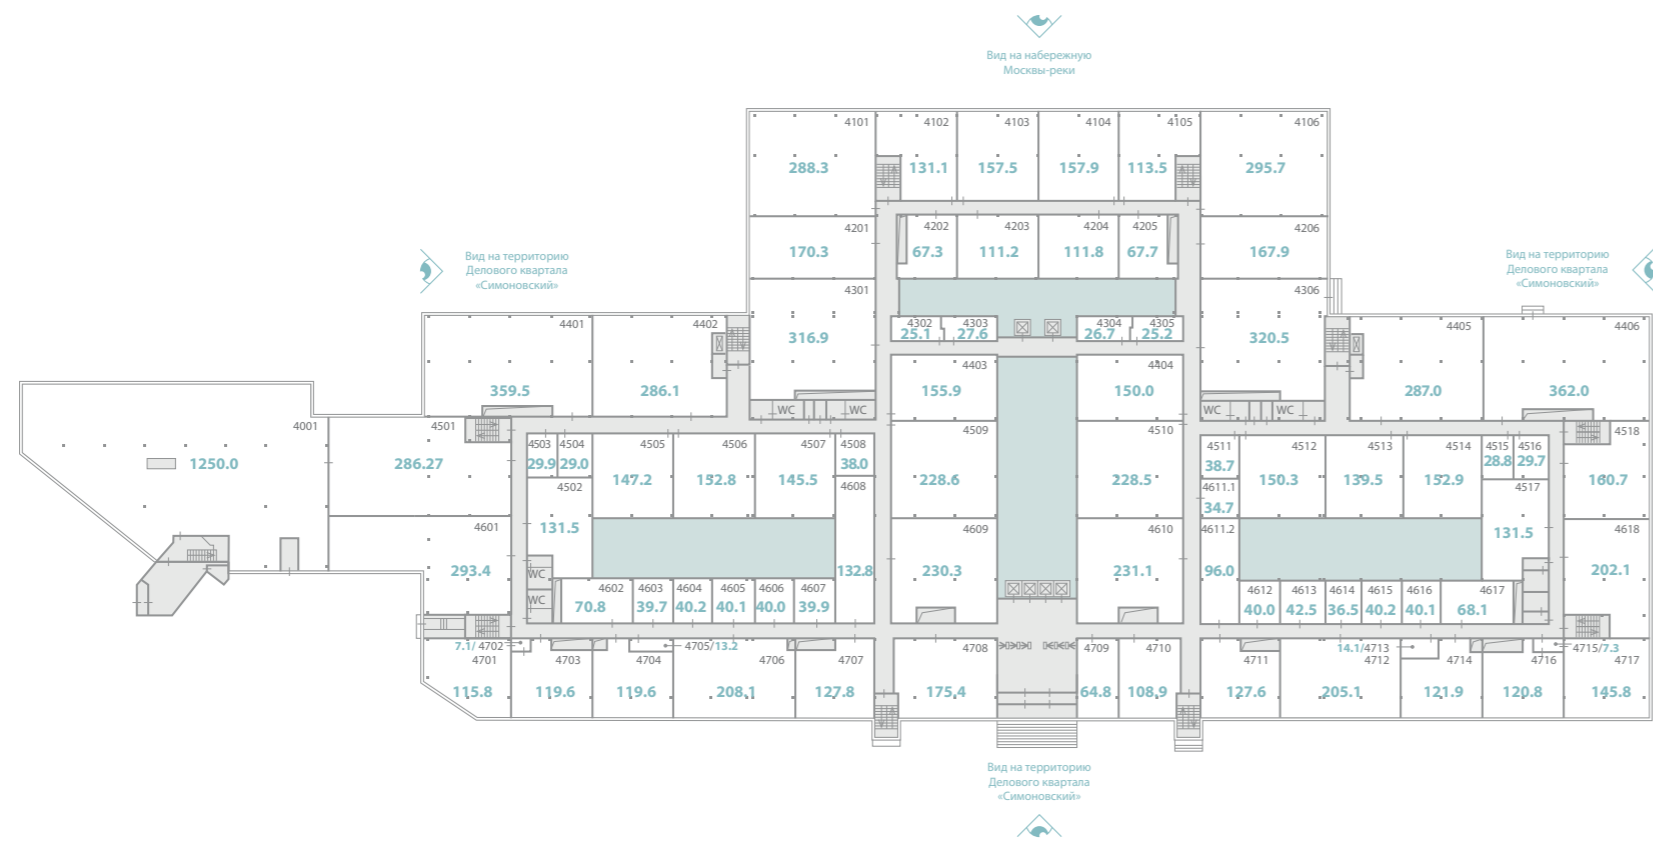 Вид на набережную
Москвы-реки
4101 4102 4103 4104 4105 4106
288.3 131.1 157.5 157.9 113.5 295.7
4201 4202 4203 4204 4205 4206
170.3 67.3 111.2 111.8 67.7 167.9
Вид на территорию
Делового квартала
«Симоновский»
Вид на территорию
Делового квартала
«Симоновский»
4301 4306
4401 4402 4302 4303 4304 4305 4405 4406
316.9 25.1 27.6 26.7 25.2 320.5
4403 4404
359.5 286.1 155.9 150.0 287.0 362.0
WC WC WC WC
4001 4501 4509 4510 4518
4503 4504 4505 4506 4507 4508 4511 4512 4513 4514 4515 4516
1250.0 286.27 29.9 29.0 38.0 38.7 28.8 29.7
147.2 152.8 145.5 228.6 228.5 150.3 139.5 152.9 160.7
4502 4608 4611.1 4517
34.7
4601 131.5 4609 4610 4611.2 131.5 4618
293.4 WC 132.8 230.3 231.1 96.0 202.1
4602 4603 4604 4605 4606 4607 4612 4613 4614 4615 4616 4617
WC 70.8 39.7 40.2 40.1 40.0 39.9 40.0 42.5 36.5 40.2 40.1 68.1
7.1/ 4702 4705/13.2 14.1/4713 4715/7.3
4701 4703 4704 4706 4707 4708 4709 4710 4711 4712 4714 4716 4717
115.8 119.6 119.6 208.1 127.8 175.4 64.8 108.9 127.6 205.1 121.9 120.8 145.8
Вид на территорию
Делового квартала
«Симоновский»